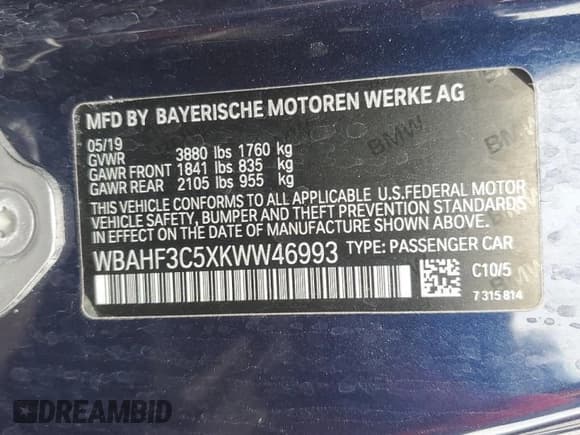 MFD BY BAYERISCHE MOTOREN WERKE AG
05/19
GVWR 3880 lbs 1760 kg
GAWR FRONT 1841 lbs 835 kg
GAWR REAR 2105 lbs 955 kg
THIS VEHICLE CONFORMS TO ALL APPLICABLE U.S.FEDERAL MOTOR
VEHICLE SAFETY, BUMPER AND THEFT PREVENTION STANDARDS IN
EFFECT ON THE DATE OF MANUFACTURE SHOWN ABOVE.
WBAHF3C5XKWW46993 TYPE: PASSENGER CAR
C10/5
7 315 814
BMW
BMW
DREAMBID